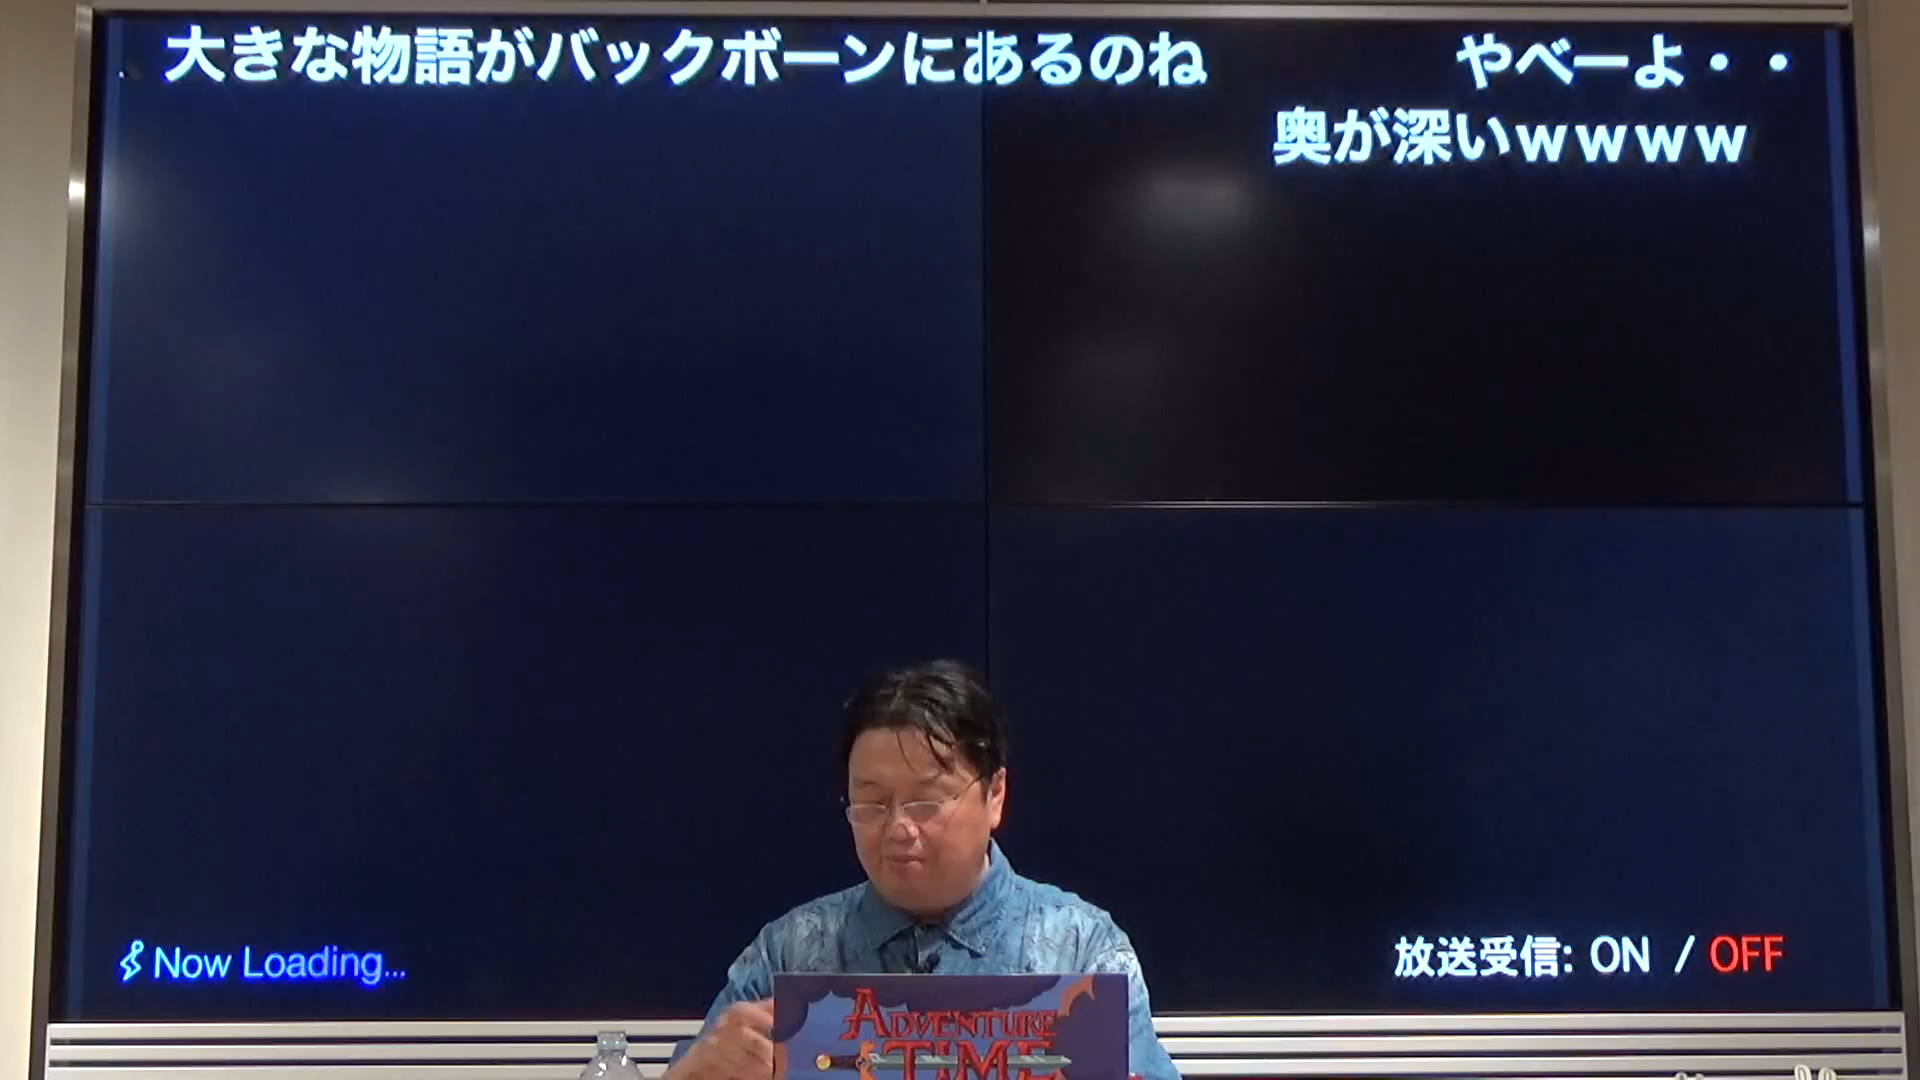 大きな物語がバックボーンにあるのね
やべーよ・・
奥が深いｗｗｗｗ
Now Loading...
放送受信: ON / OFF
ADVENTURE
TIME